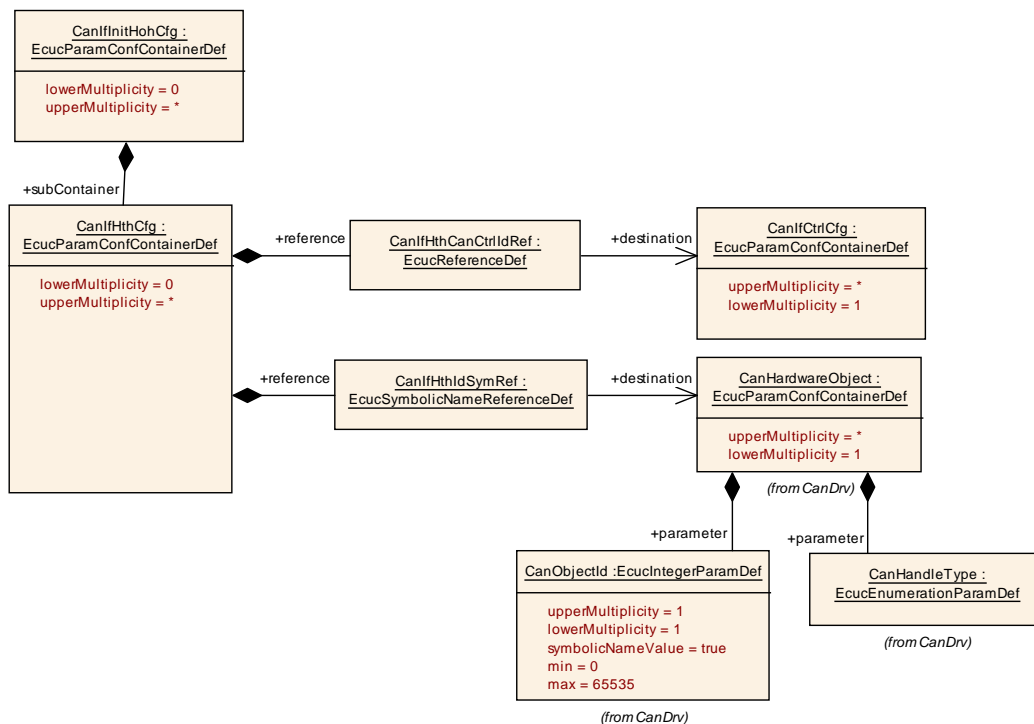 CanIfInitHohCfg :
EcucParamConfContainerDef
lowerMultiplicity = 0
upperMultiplicity = *
+subContainer
CanIfHthCfg :
EcucParamConfContainerDef
lowerMultiplicity = 0
upperMultiplicity = *
+reference
CanIfHthCanCtrlIdRef :
EcucReferenceDef
+destination
CanIfCtrlCfg :
EcucParamConfContainerDef
upperMultiplicity = *
lowerMultiplicity = 1
+reference
CanIfHthIdSymRef :
EcucSymbolicNameReferenceDef
+destination
CanHardwareObject :
EcucParamConfContainerDef
upperMultiplicity = *
lowerMultiplicity = 1
(from CanDrv)
+parameter
+parameter
CanObjectId :EcucIntegerParamDef
upperMultiplicity = 1
lowerMultiplicity = 1
symbolicNameValue = true
min = 0
max = 65535
(from CanDrv)
CanHandleType :
EcucEnumerationParamDef
(from CanDrv)